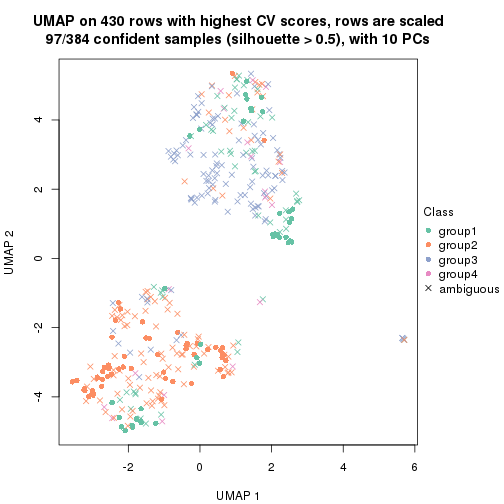 UMAP on 430 rows with highest CV scores, rows are scaled
97/384 confident samples (silhouette > 0.5), with 10 PCs
4
2
0
-2
-4
UMAP 2
-2
0
2
4
6
UMAP 1
Class
group1
group2
group3
group4
ambiguous